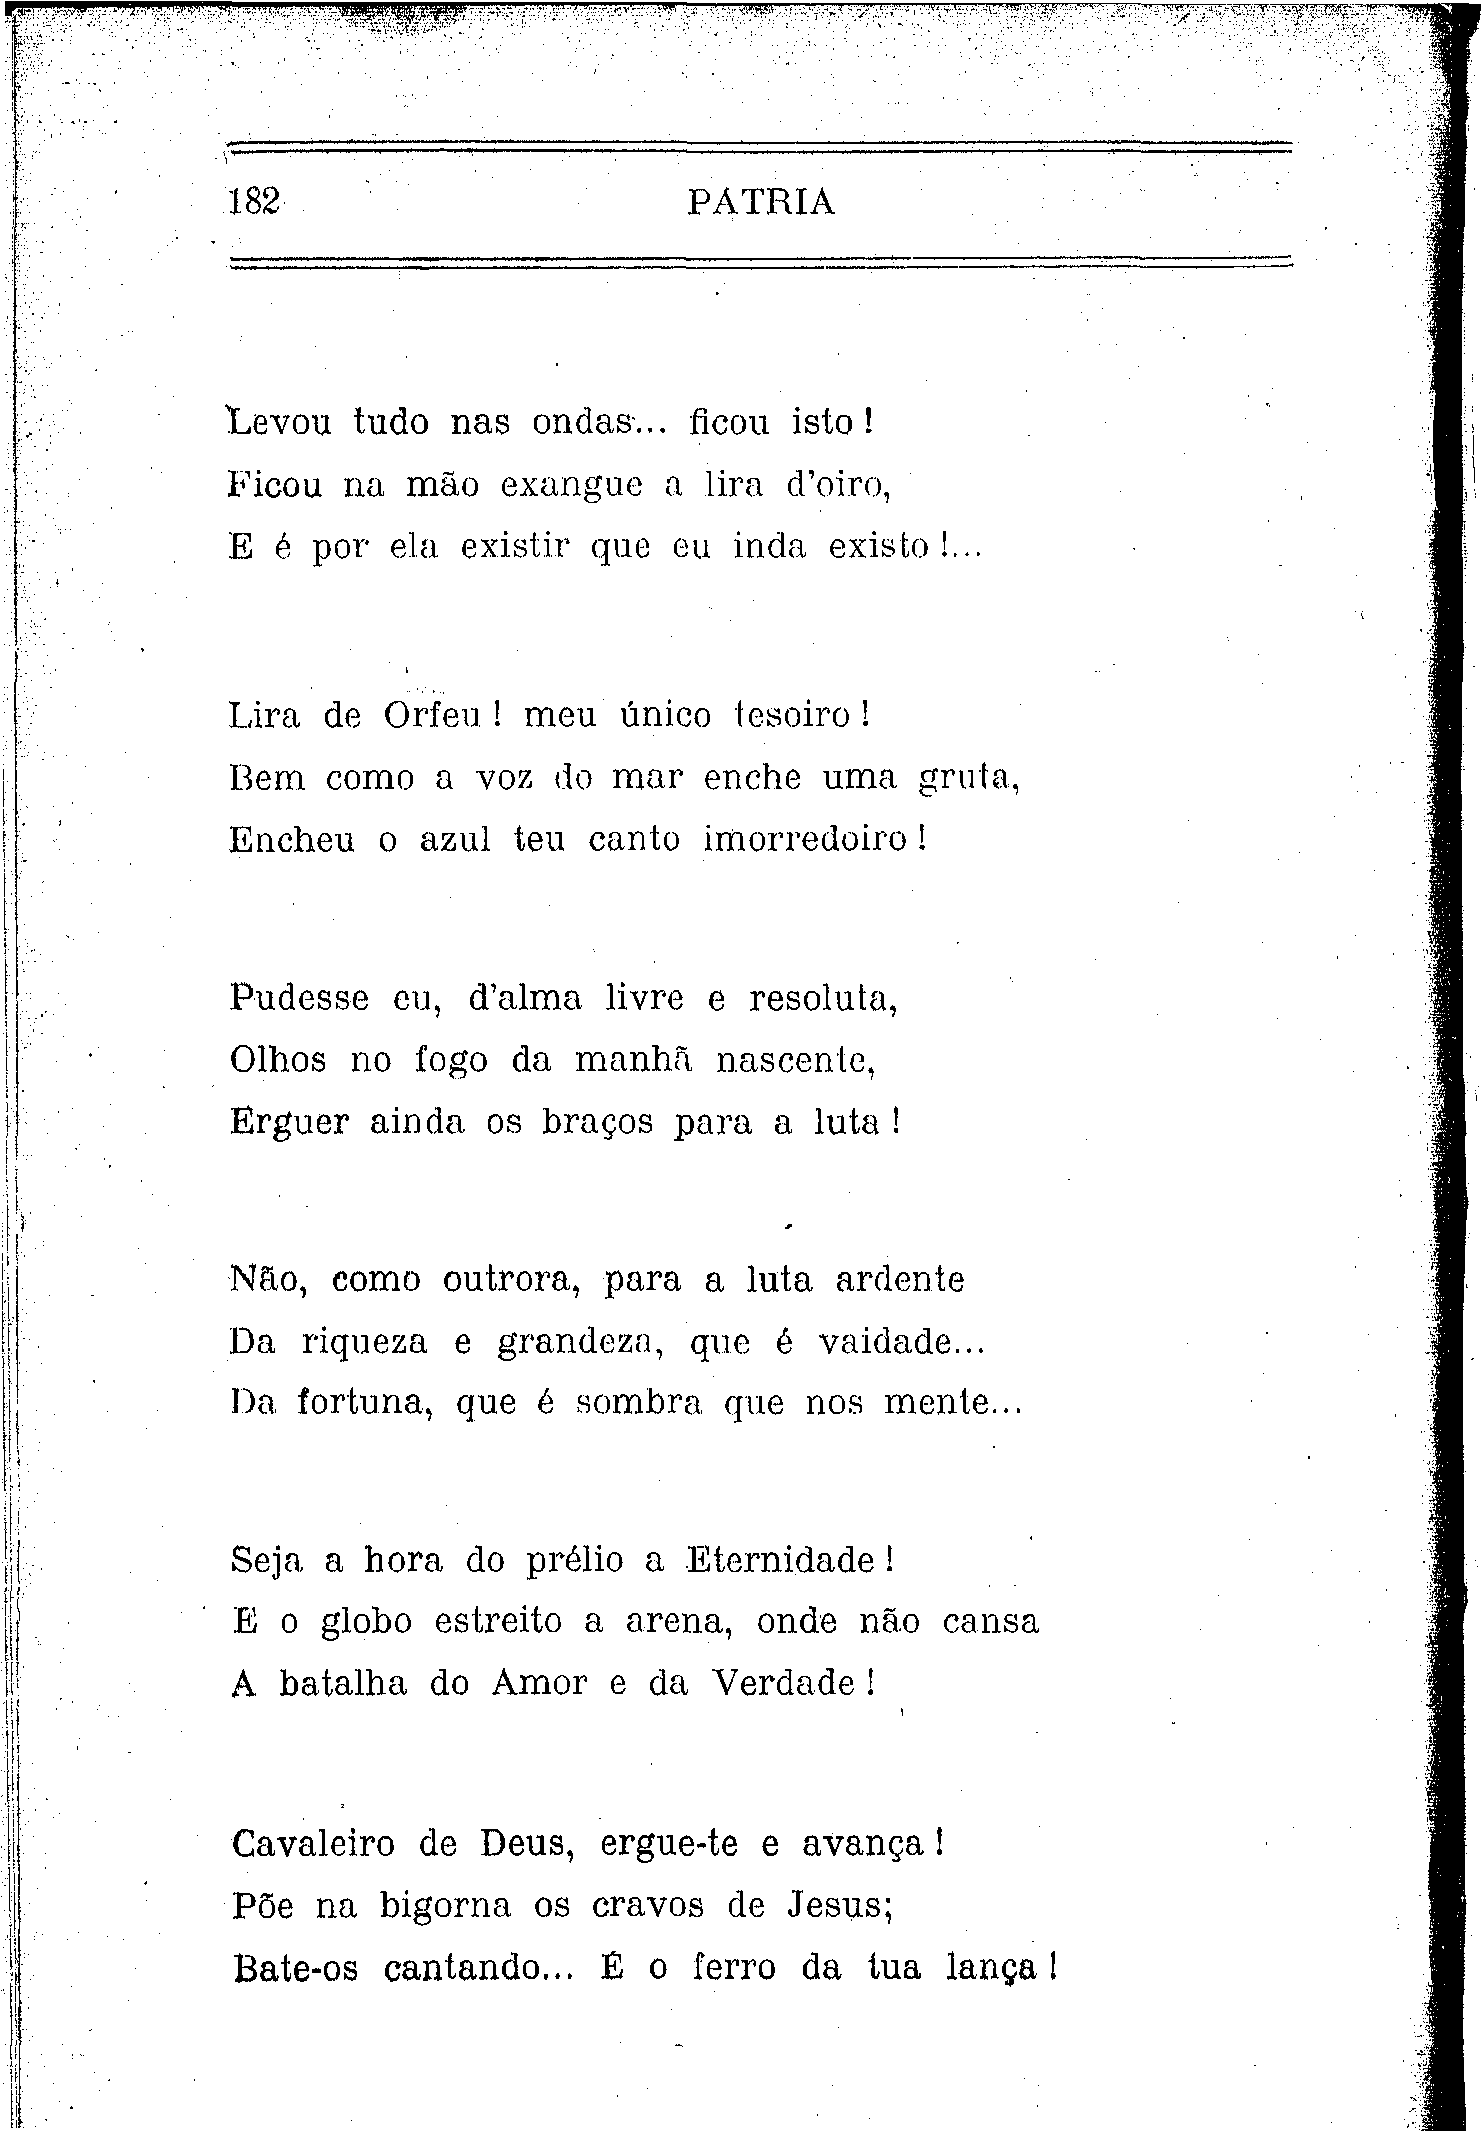 182 PÁTRIA
Levou tudo nas ondas... ficou isto!
Ficou na mão exangue a lira d'oiro,
E é por ela existir que eu inda existo!...
Lira de Orfeu! meu único tesoiro!
Bem como a voz do mar enche uma gruta,
Encheu o azul teu canto imorredoiro!
Pudesse eu, d'alma livre e resoluta,
Olhos no fogo da manhã nascente,
Erguer ainda os braços para a luta!
Não, como outrora, para a luta ardente
Da riqueza e grandeza, que é vaidade...
Da fortuna, que é sombra que nos mente...
Seja a hora do prélio a Eternidade!
E o globo estreito a arena, onde não cansa
A batalha do Amor e da Verdade!
Cavaleiro de Deus, ergue-te e avança!
Põe na bigorna os cravos de Jesus;
Bate-os cantando... É o ferro da tua lança!